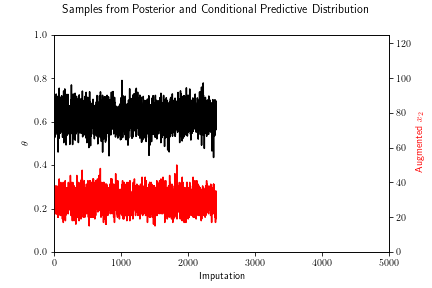 Samples from Posterior and Conditional Predictive Distribution
1.0
0.8
0.6
0.4
0.2
0.0
θ
120
100
80
60
40
20
0
Augmented x₂
0 1000 2000 3000 4000 5000
Imputation